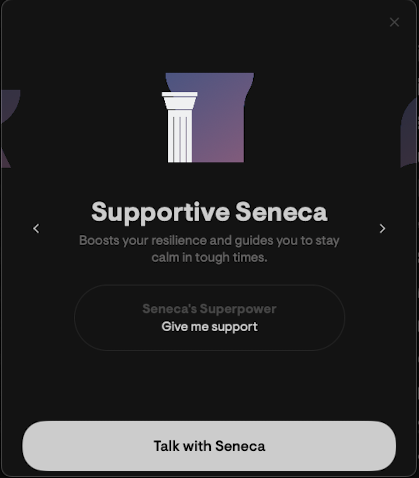 Supportive Seneca
Boosts your resilience and guides you to stay
calm in tough times.
Seneca's Superpower
Give me support
Talk with Seneca